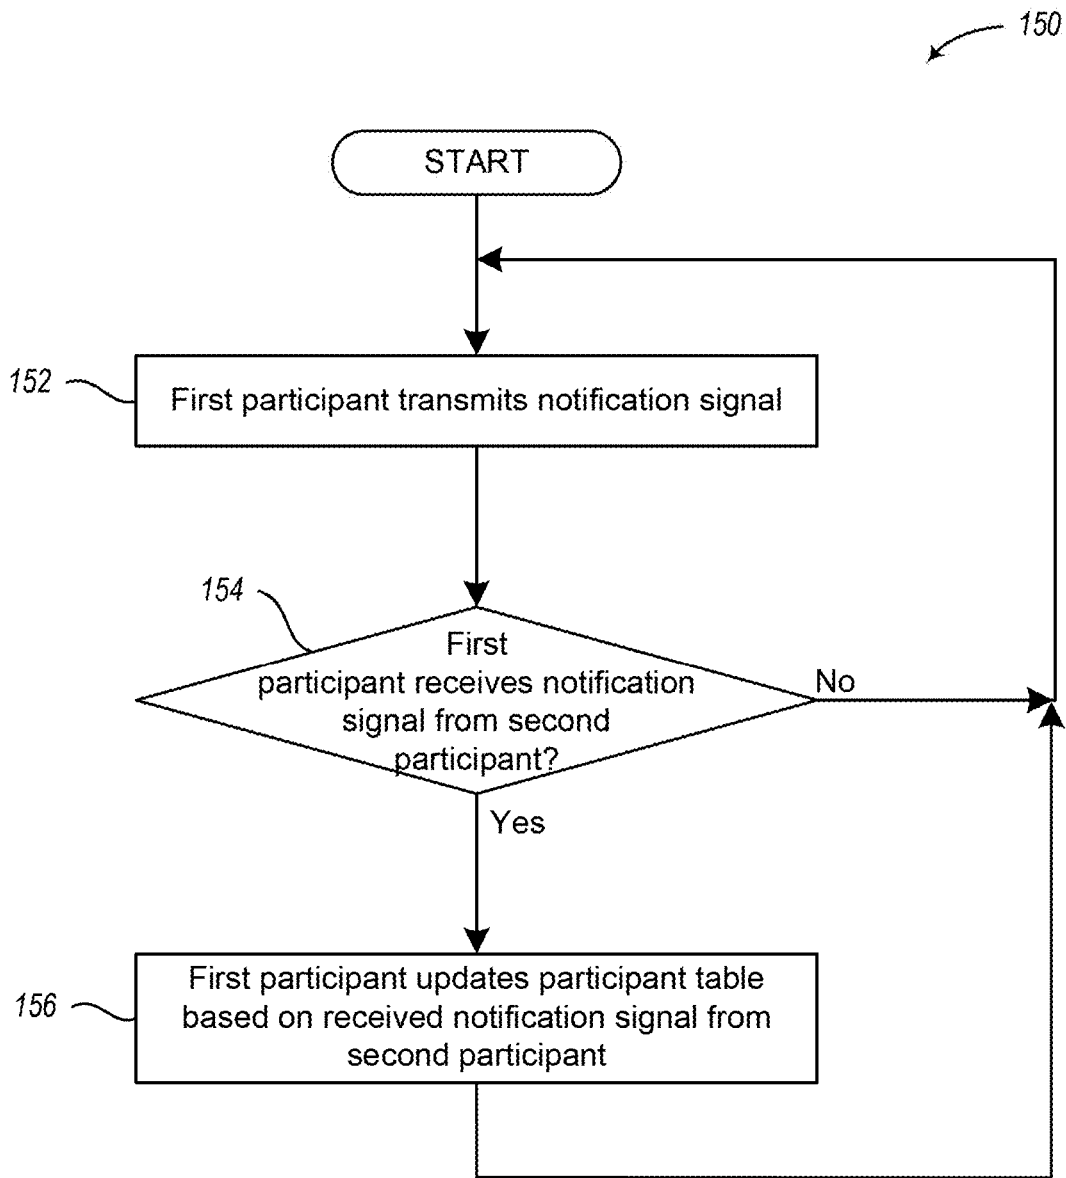 150
START
152
First participant transmits notification signal
154
First
participant receives notification
signal from second
participant?
No
Yes
156
First participant updates participant table
based on received notification signal from
second participant